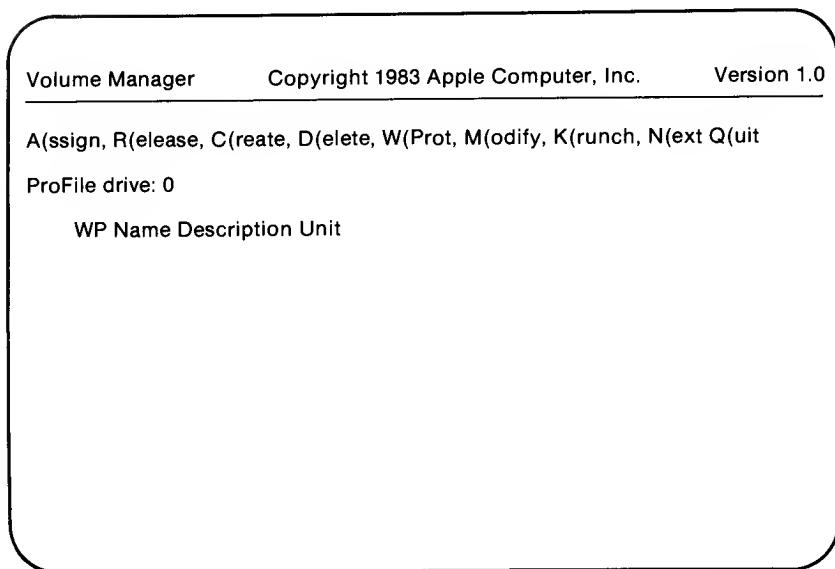 Volume Manager Copyright 1983 Apple Computer, Inc. Version 1.0
A(ssign, R(elease, C(reate, D(elete, W(Prot, M(odify, K(runch, N(ext Q(uit
ProFile drive: 0
WP Name Description Unit